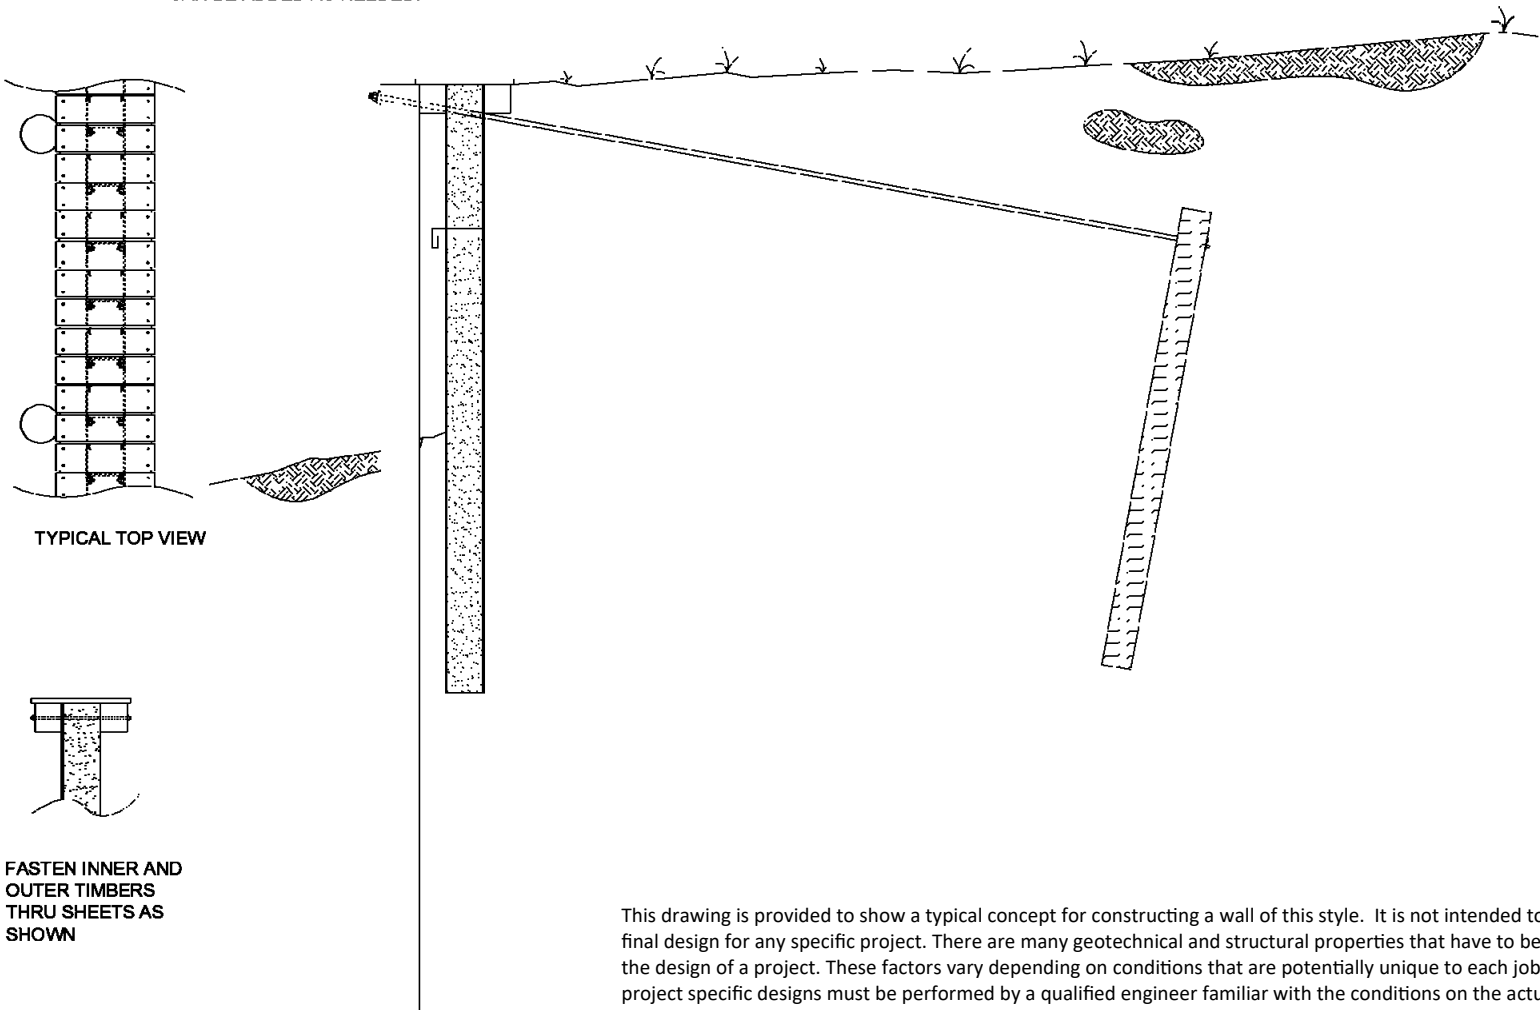 TYPICAL TOP VIEW
FASTEN INNER AND
OUTER TIMBERS
THRU SHEETS AS
SHOWN
This drawing is provided to show a typical concept for constructing a wall of this style. It is not intended to
final design for any specific project. There are many geotechnical and structural properties that have to be
the design of a project. These factors vary depending on conditions that are potentially unique to each job
project specific designs must be performed by a qualified engineer familiar with the conditions on the actu